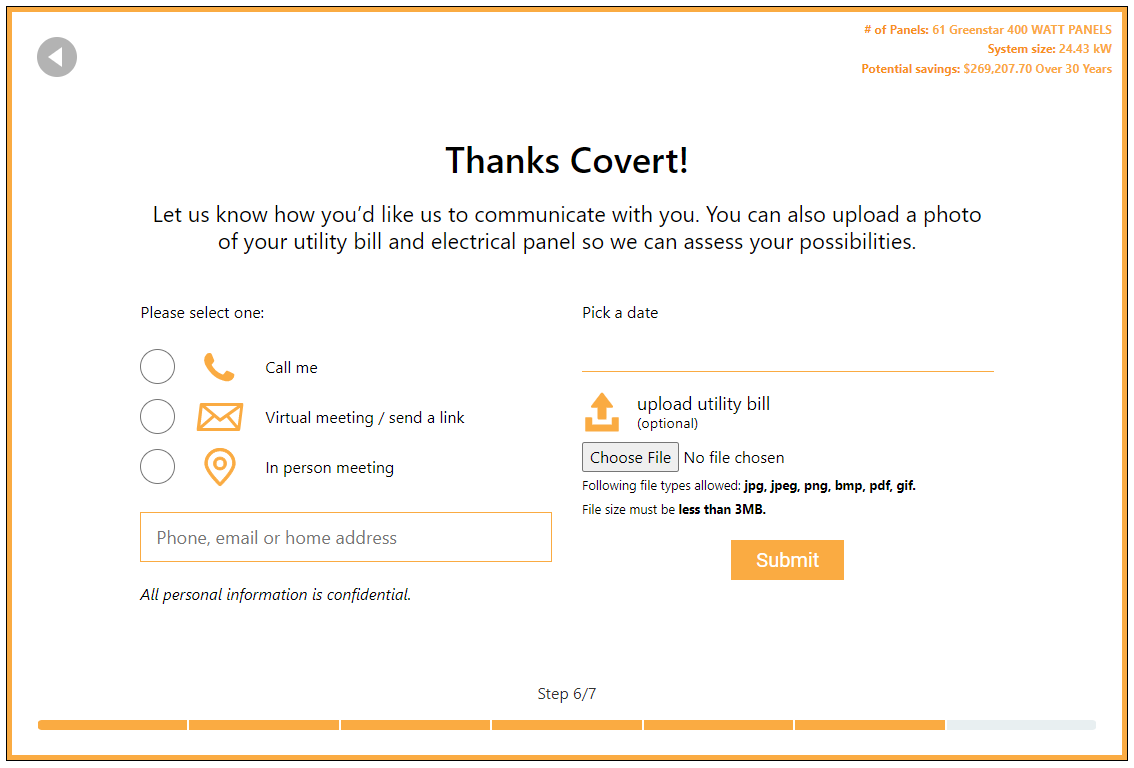 # of Panels: 61 Greenstar 400 WATT PANELS
System size: 24.43 kW
Potential savings: $269,207.70 Over 30 Years
Thanks Covert!
Let us know how you’d like us to communicate with you. You can also upload a photo
of your utility bill and electrical panel so we can assess your possibilities.
Please select one:
Call me
Virtual meeting / send a link
In person meeting
Phone, email or home address
All personal information is confidential.
Pick a date
upload utility bill
(optional)
Choose File No file chosen
Following file types allowed: jpg, jpeg, png, bmp, pdf, gif.
File size must be less than 3MB.
Submit
Step 6/7